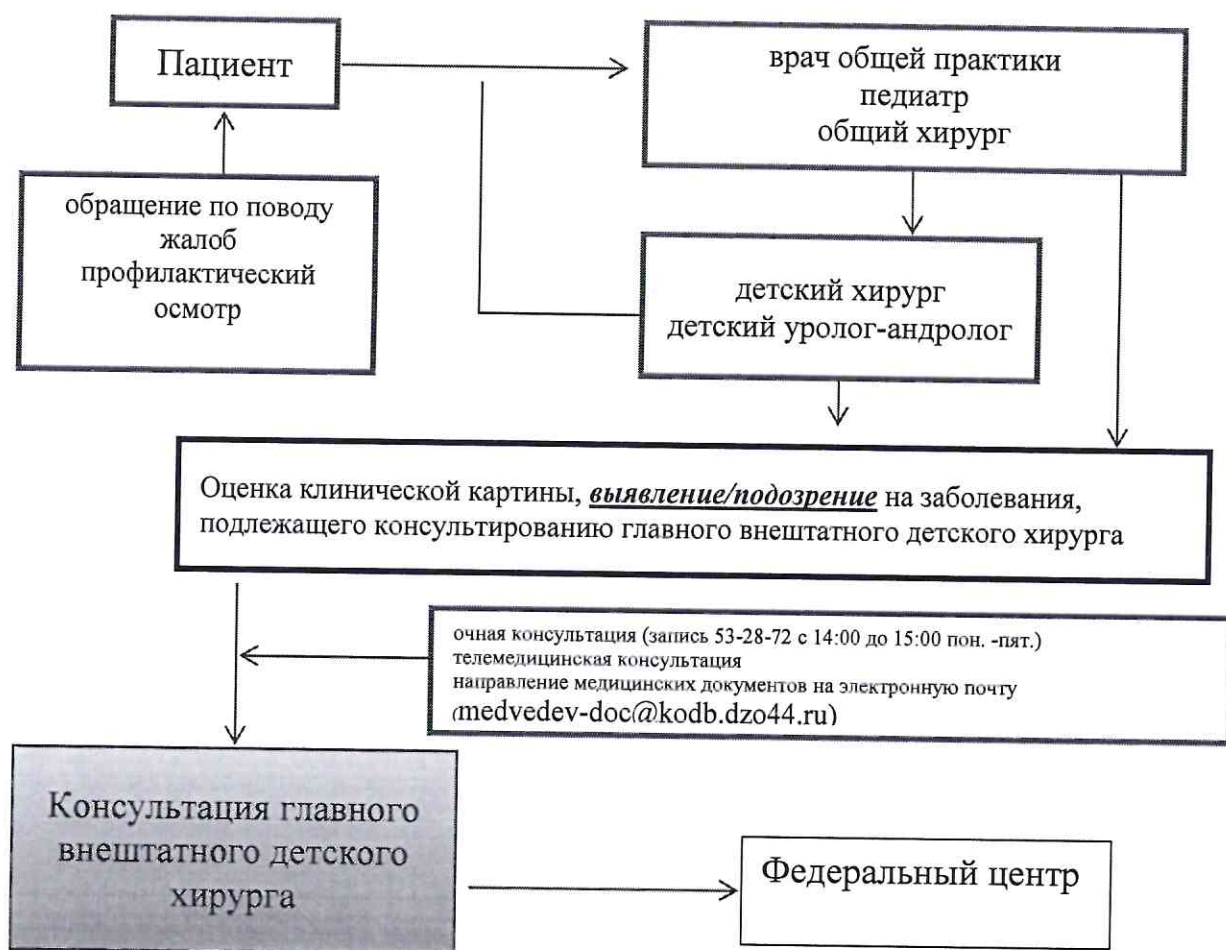 Пациент
врач общей практики
педиатр
общий хирург
обращение по поводу
жалоб
профилактический
осмотр
детский хирург
детский уролог-андролог
Оценка клинической картины, выявление/подозрение на заболевания,
подлежащего консультированию главного внештатного детского хирурга
очная консультация (запись 53-28-72 с 14:00 до 15:00 пон. -пят.)
телемедицинская консультация
направление медицинских документов на электронную почту
(medvedev-doc@kodb.dzo44.ru)
Консультация главного
внештатного детского
хирурга
Федеральный центр